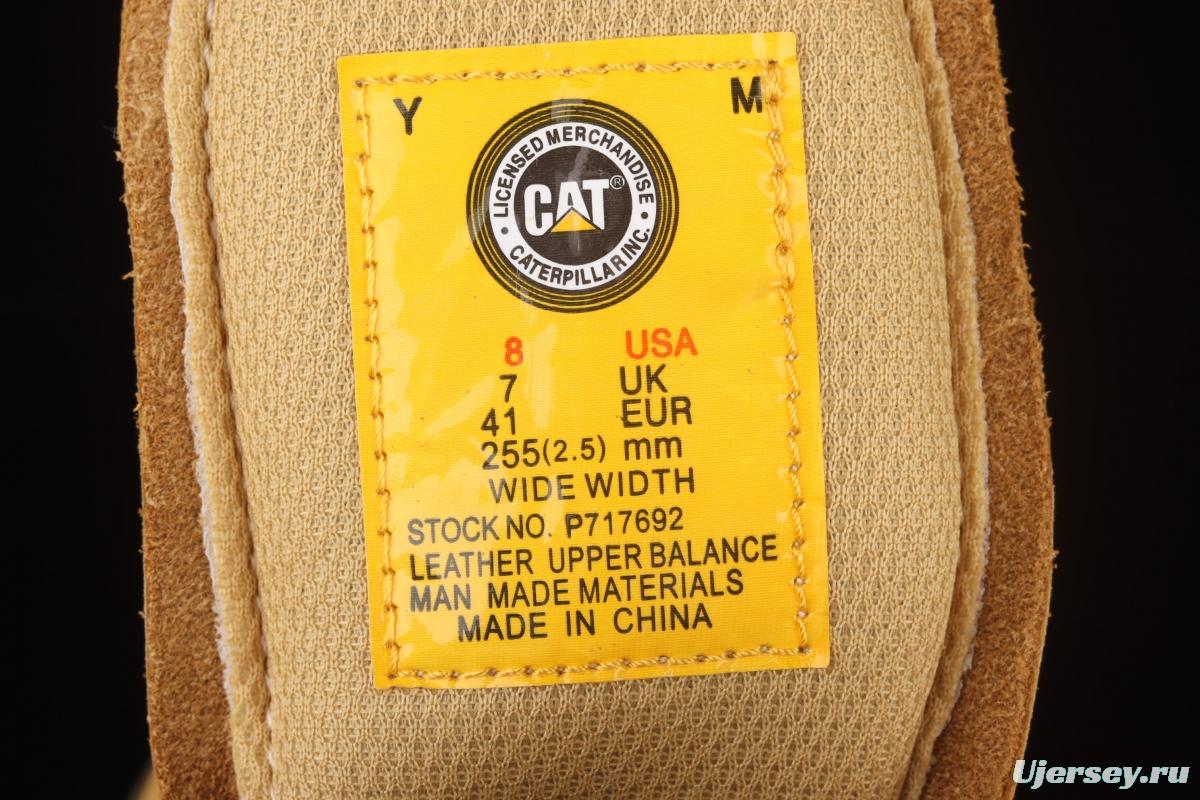 Y M
LICENSED MERCHANDISE
CAT®
CATERPILLAR INC.
8 USA
7 UK
41 EUR
255(2.5) mm
WIDE WIDTH
STOCK NO. P717692
LEATHER UPPER BALANCE
MAN MADE MATERIALS
MADE IN CHINA
Ujersey.ru